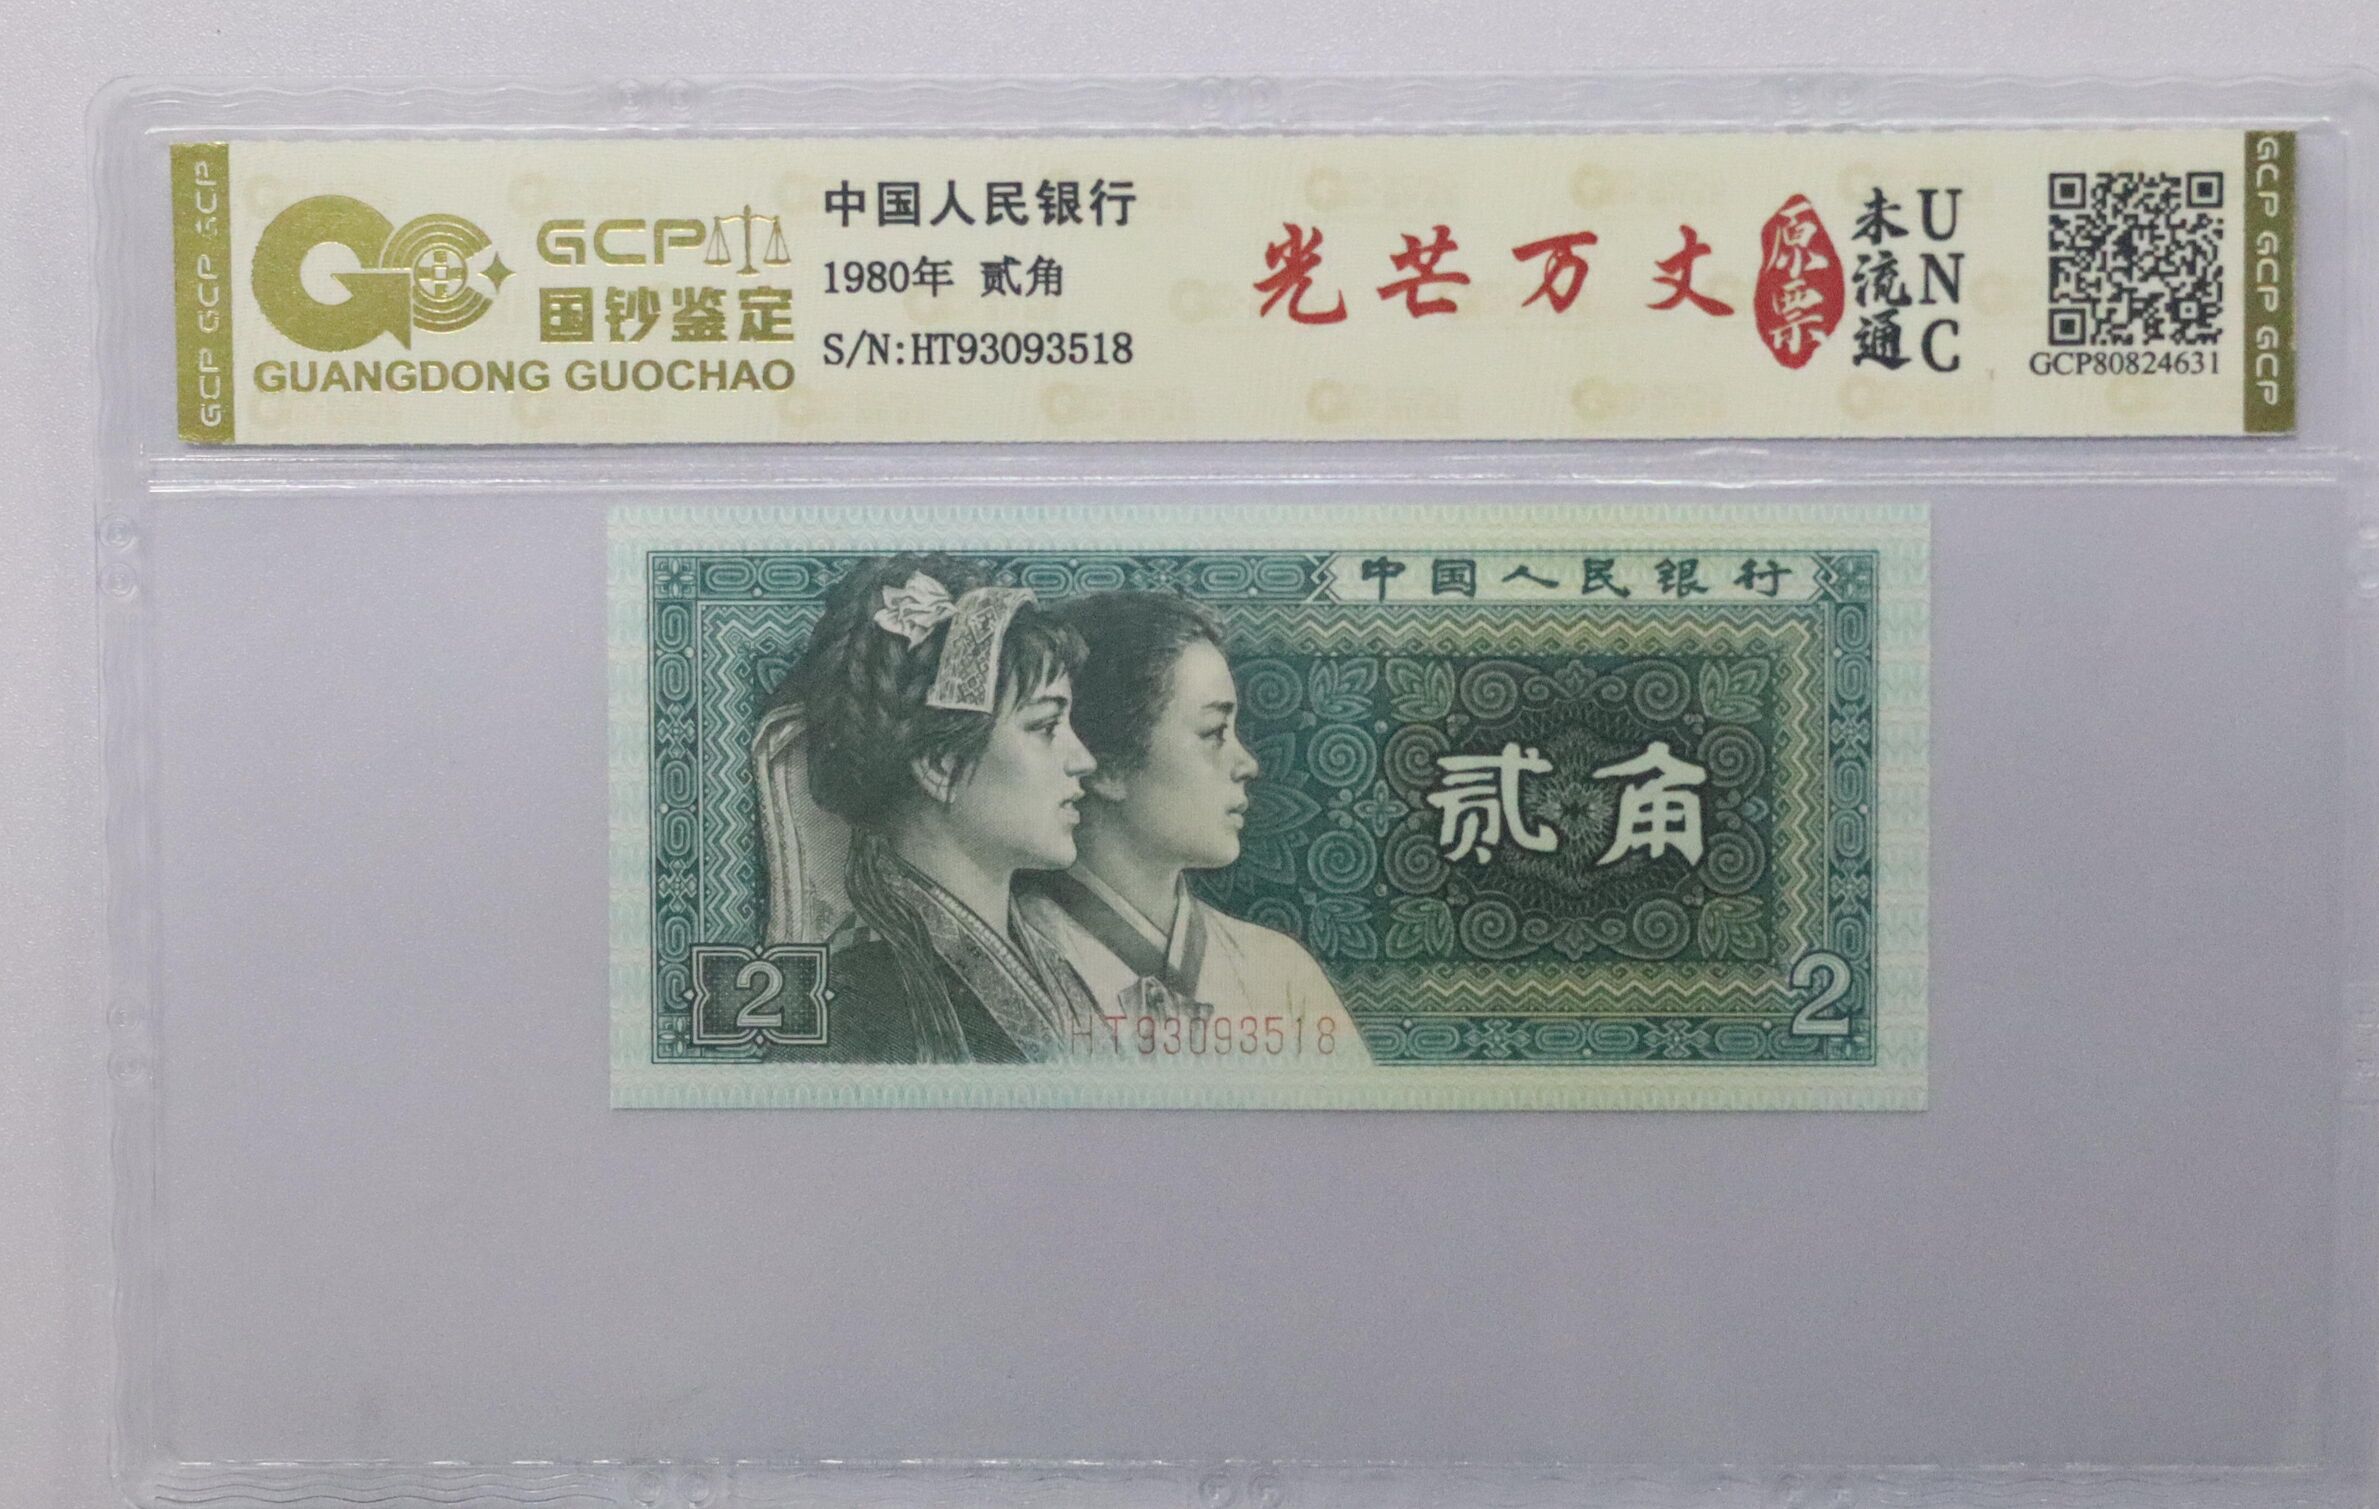 GCP GCP GCP
GCP
国钞鉴定
GUANGDONG GUOCHAO
中国人民银行
1980年 贰角
S/N:HT93093518
光芒万丈
原票
未流通
UNC
GCP80824631
GCP GCP GCP
中国人民银行
贰角
2
2
HT93093518